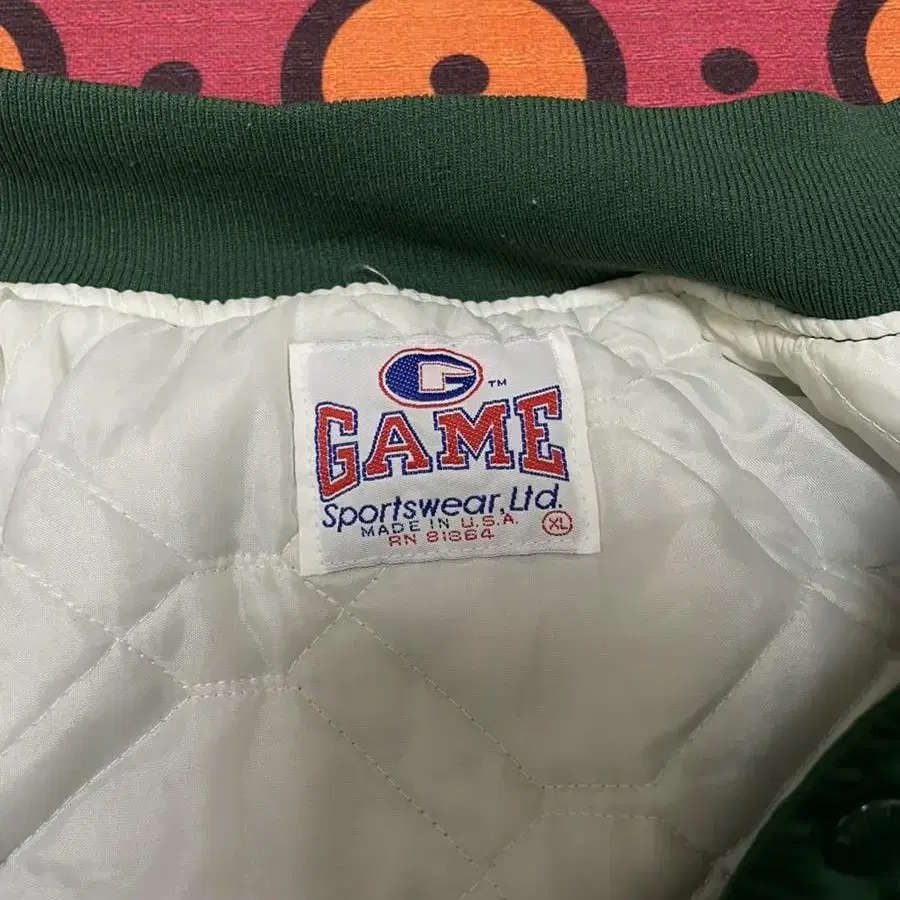 G™
GAME
Sportswear, Ltd.
MADE IN U.S.A.
RN 81864 XL